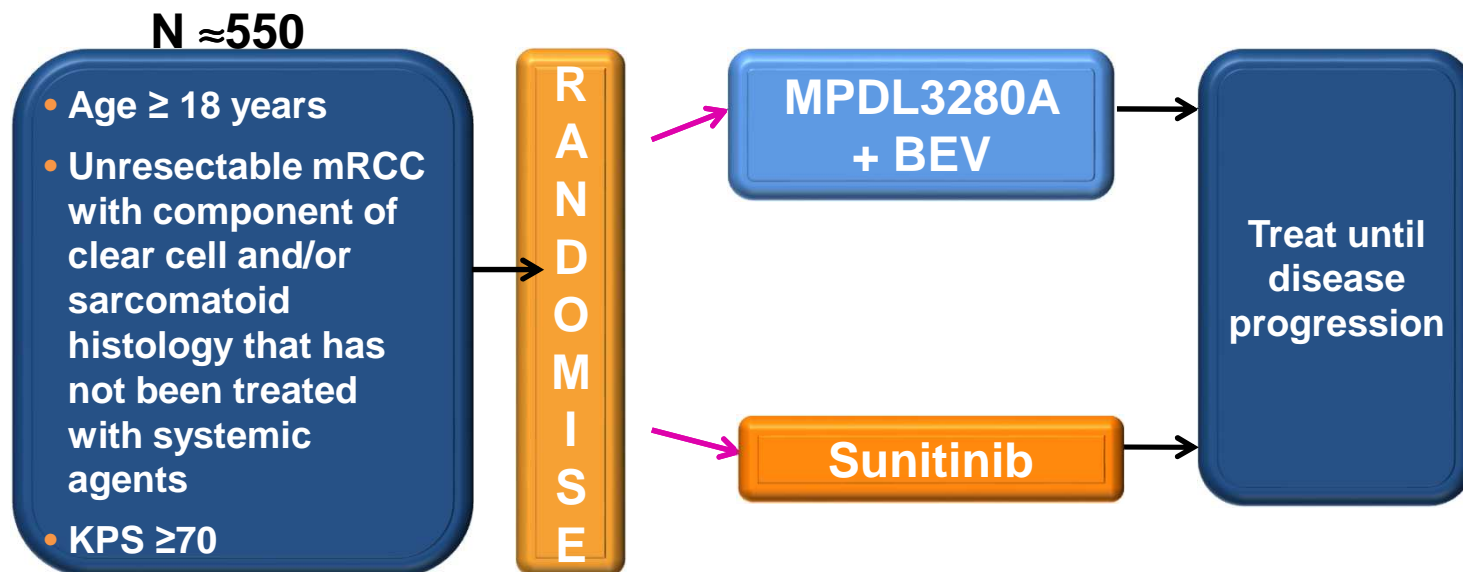 N ≈550
• Age ≥ 18 years
• Unresectable mRCC
with component of
clear cell and/or
sarcomatoid
histology that has
not been treated
with systemic
agents
• KPS ≥70
R
A
N
D
O
M
I
S
E
MPDL3280A
+ BEV
Sunitinib
Treat until
disease
progression